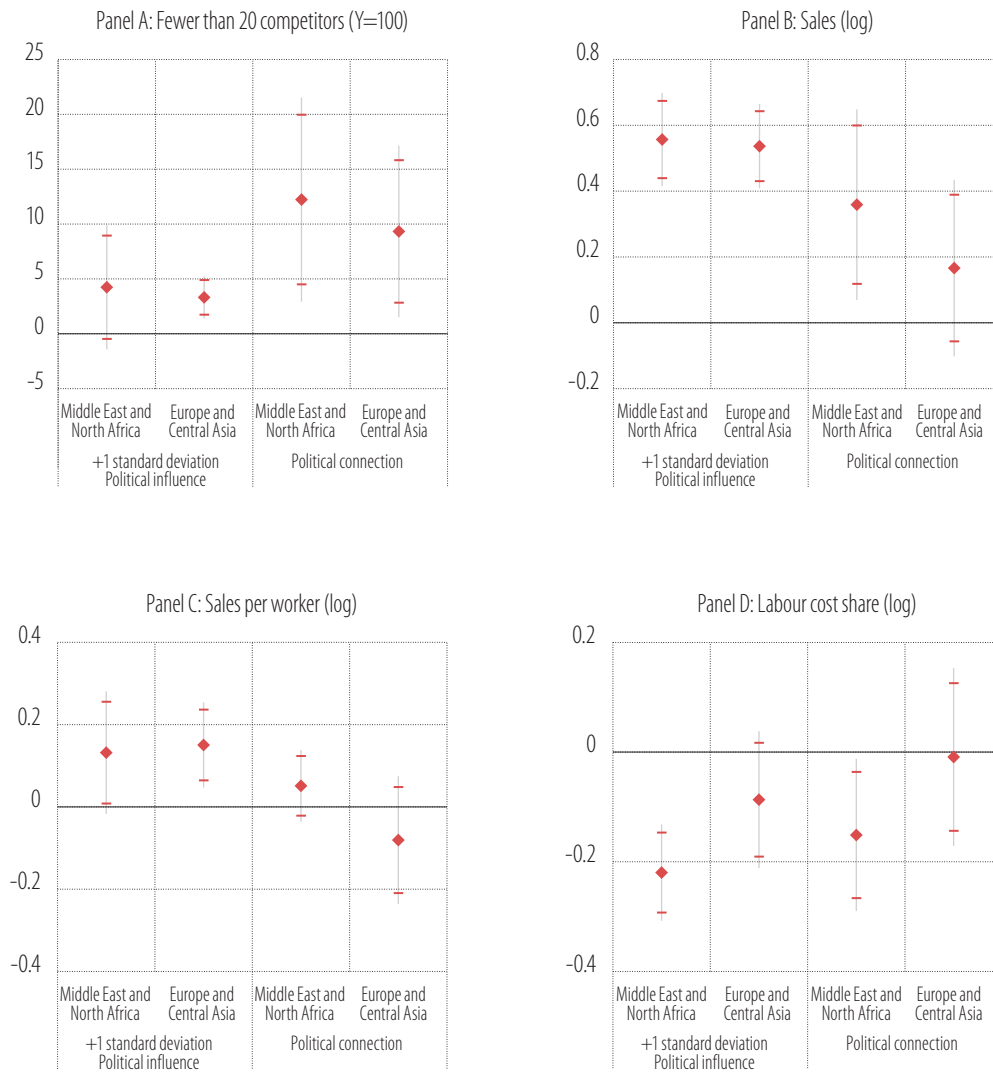 Panel A: Fewer than 20 competitors (Y=100)
25
20
15
10
5
0
-5
Middle East and North Africa
Europe and Central Asia
Middle East and North Africa
Europe and Central Asia
+1 standard deviation
Political influence
Political connection
Panel B: Sales (log)
0.8
0.6
0.4
0.2
0
-0.2
Middle East and North Africa
Europe and Central Asia
Middle East and North Africa
Europe and Central Asia
+1 standard deviation
Political influence
Political connection
Panel C: Sales per worker (log)
0.4
0.2
0
-0.2
-0.4
Middle East and North Africa
Europe and Central Asia
Middle East and North Africa
Europe and Central Asia
+1 standard deviation
Political influence
Political connection
Panel D: Labour cost share (log)
0.2
0
-0.2
-0.4
Middle East and North Africa
Europe and Central Asia
Middle East and North Africa
Europe and Central Asia
+1 standard deviation
Political influence
Political connection